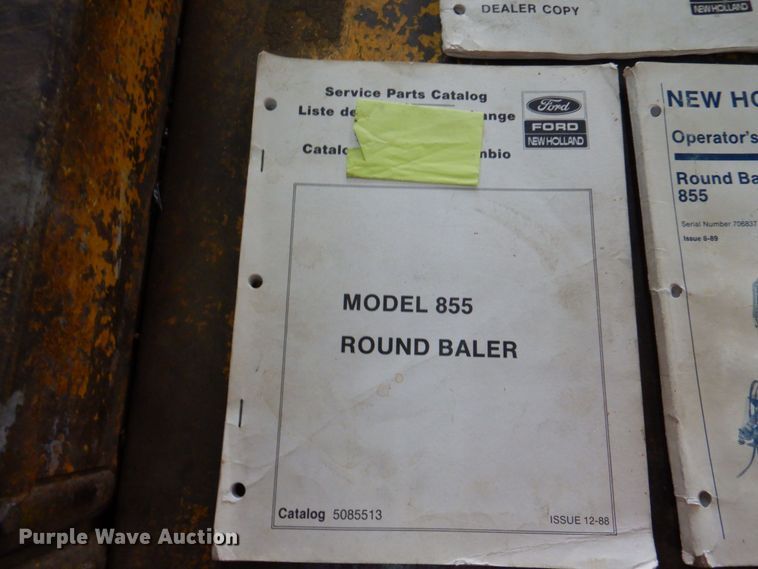 DEALER COPY
NEW HOLLAND
Service Parts Catalog
Liste de ange
Catalo mbio
Ford
FORD
NEW HOLLAND
MODEL 855
ROUND BALER
Catalog 5085513
ISSUE 12-88
NEW HO
Operator's
Round Ba
855
Serial Number 706837
Issue 8-89
Purple Wave Auction